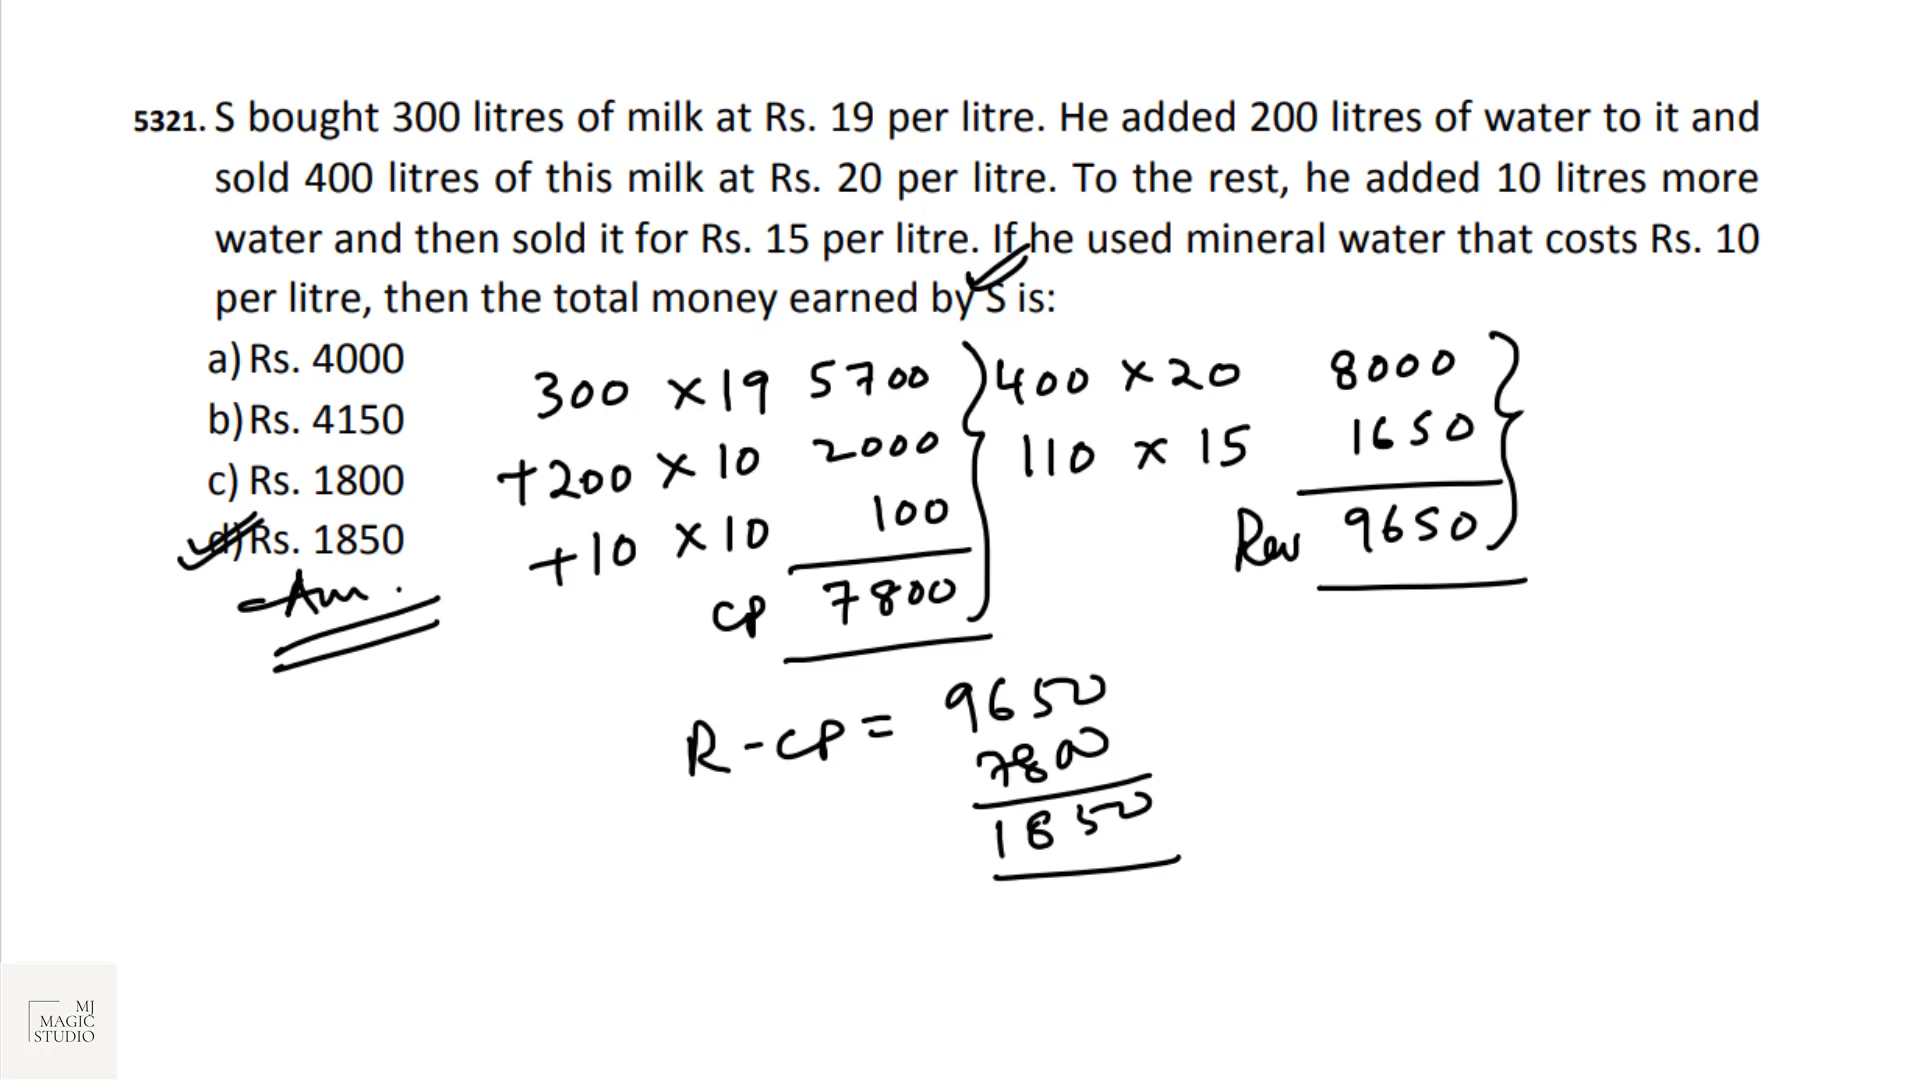 5321. S bought 300 litres of milk at Rs. 19 per litre. He added 200 litres of water to it and
sold 400 litres of this milk at Rs. 20 per litre. To the rest, he added 10 litres more
water and then sold it for Rs. 15 per litre. If he used mineral water that costs Rs. 10
per litre, then the total money earned by S is:
a) Rs. 4000
b) Rs. 4150
c) Rs. 1800
d) Rs. 1850
Ans.
300 × 19 5700
+200 × 10 2000
+10 × 10 100
CP 7800
400 × 20 8000
110 × 15 1650
Rev 9650
R - CP = 9650
7800
1850
MJ
MAGIC
STUDIO